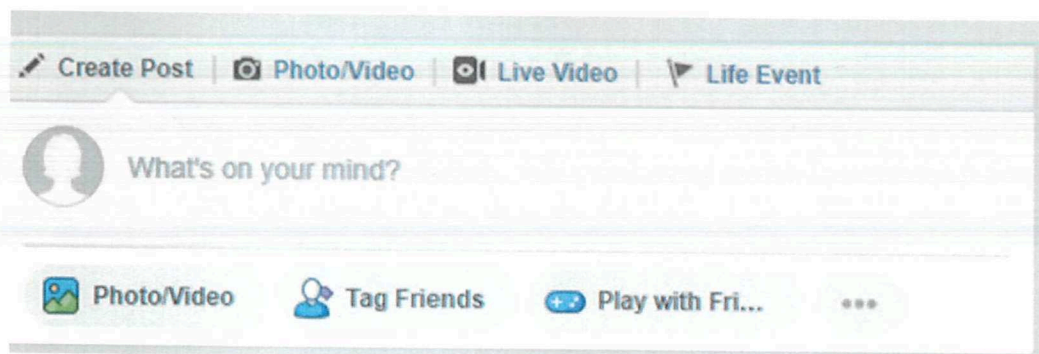 Create Post | Photo/Video | Live Video | Life Event
What's on your mind?
Photo/Video Tag Friends Play with Fri...